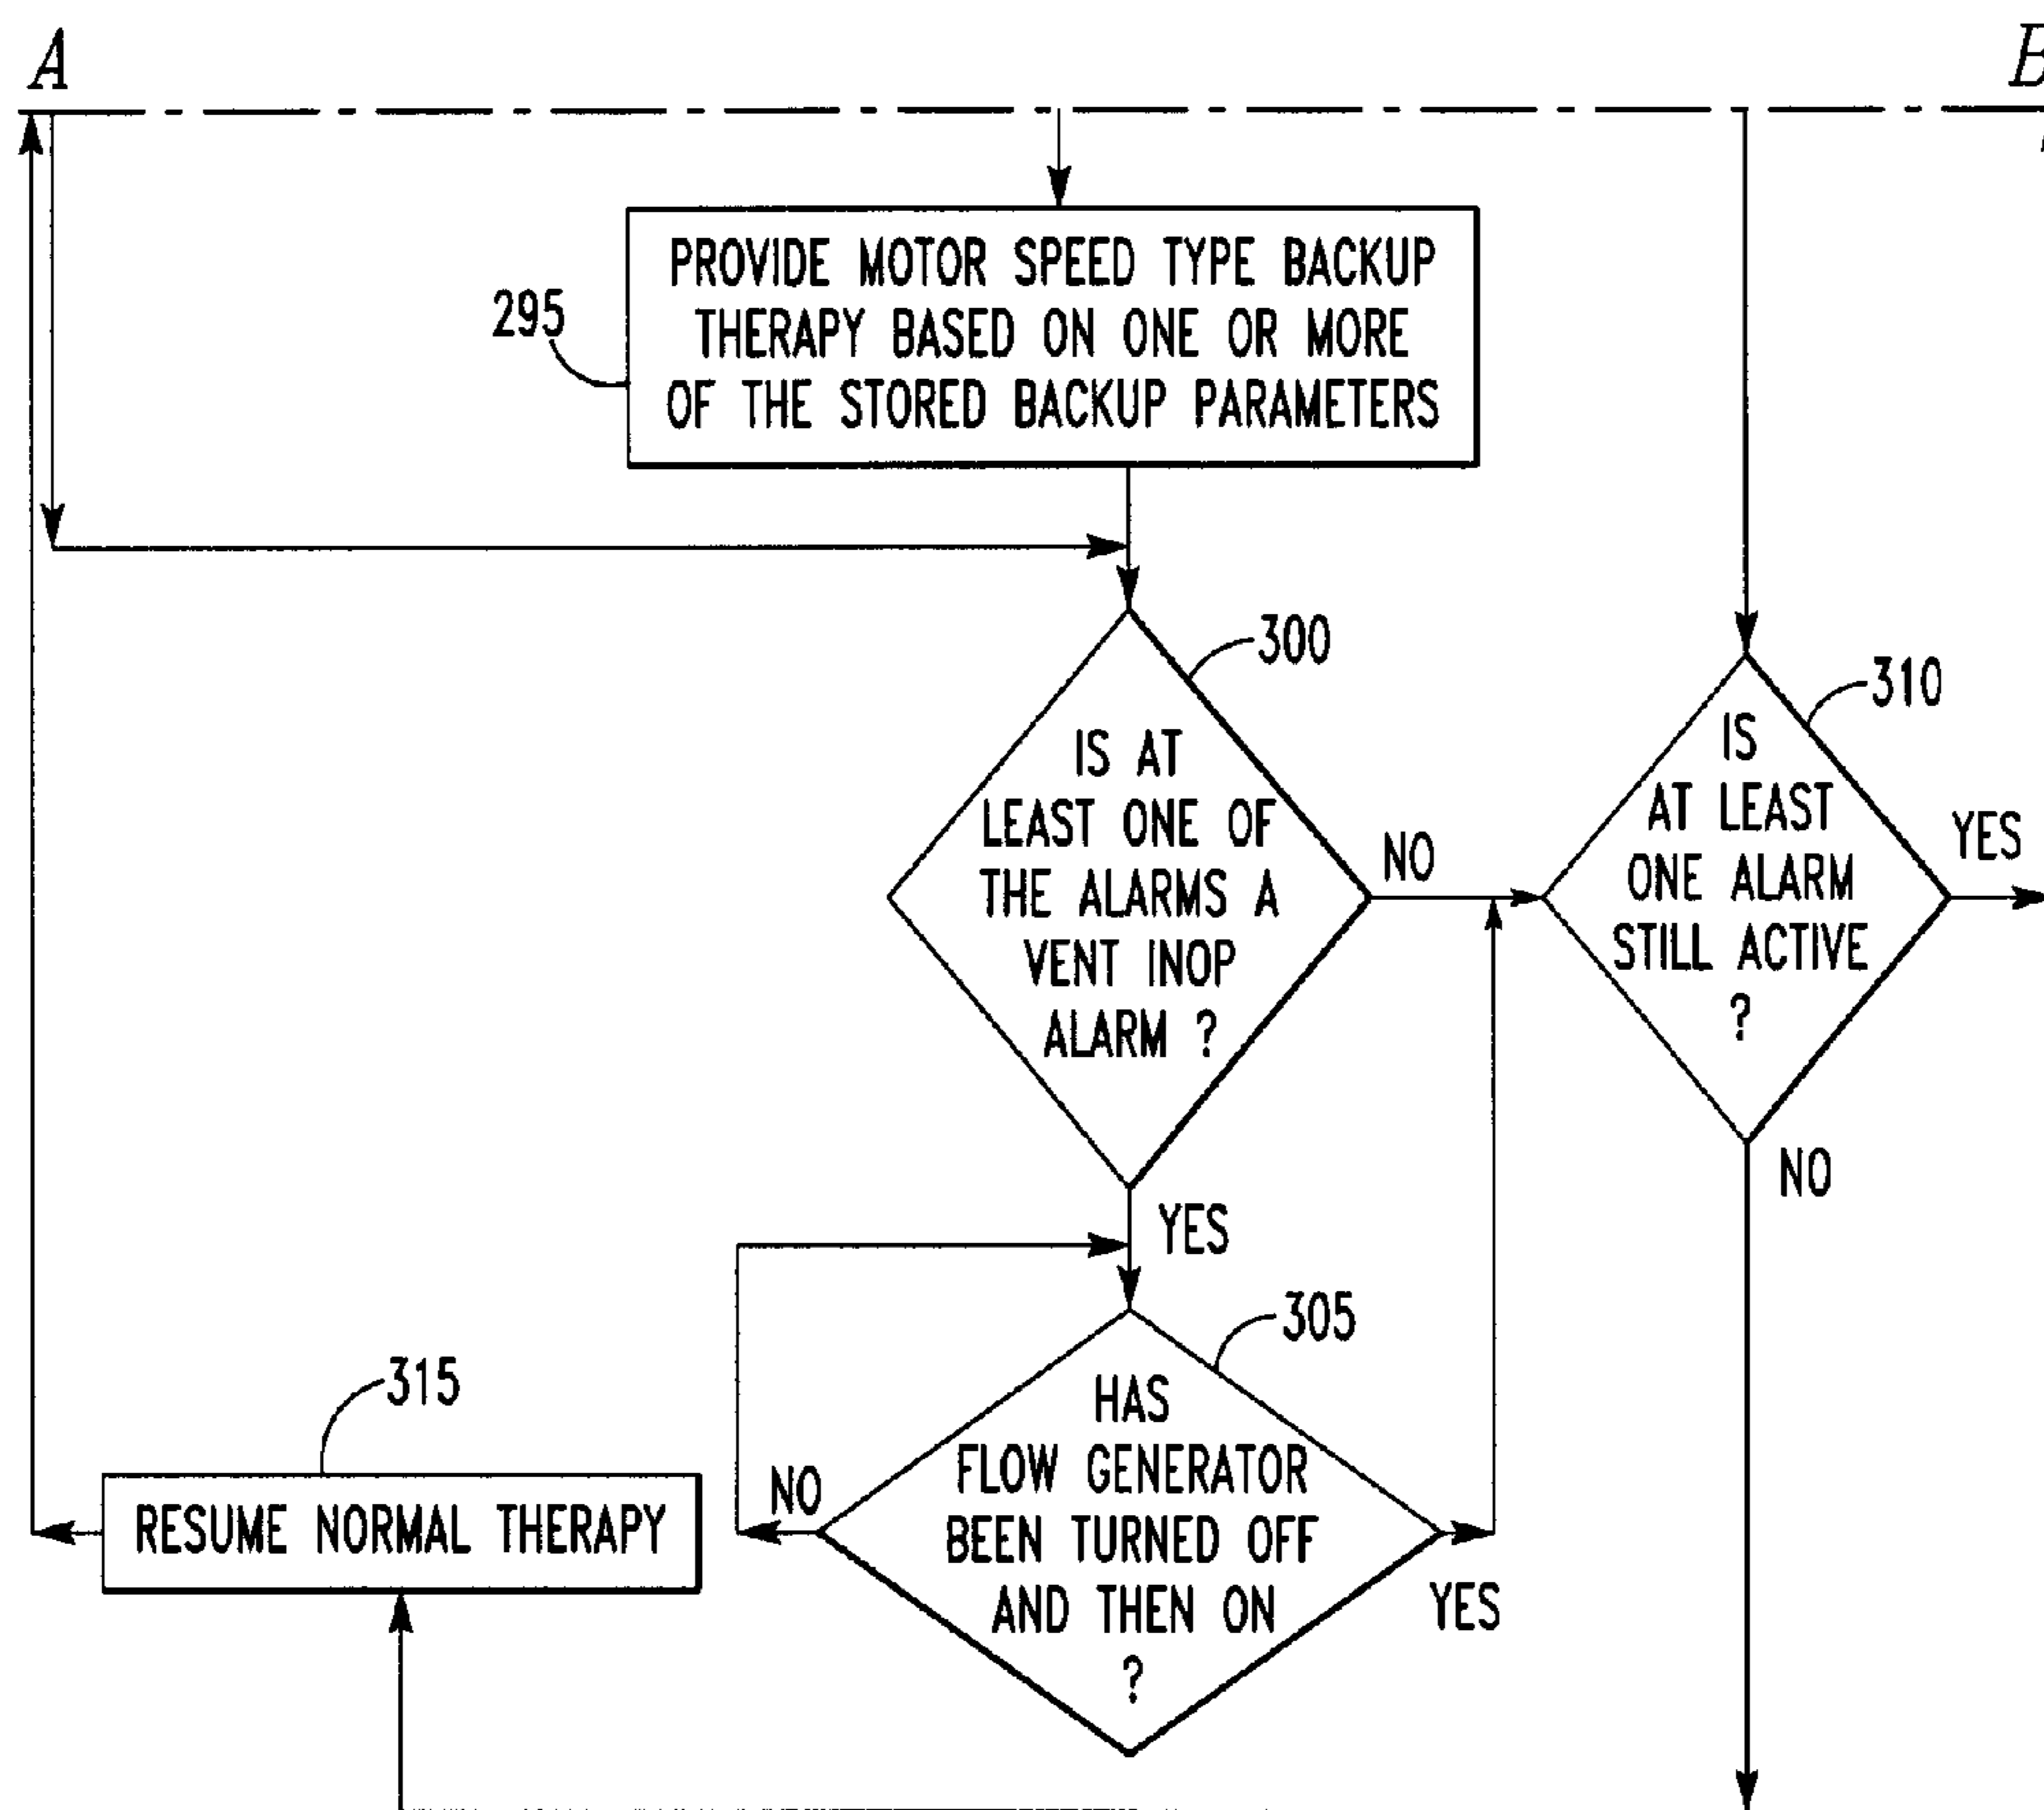 A
B
PROVIDE MOTOR SPEED TYPE BACKUP
THERAPY BASED ON ONE OR MORE
OF THE STORED BACKUP PARAMETERS
295
300
IS AT
LEAST ONE OF
THE ALARMS A
VENT INOP
ALARM ?
NO
310
IS
AT LEAST
ONE ALARM
STILL ACTIVE
?
YES
NO
YES
305
HAS
FLOW GENERATOR
BEEN TURNED OFF
AND THEN ON
?
NO
YES
315
RESUME NORMAL THERAPY